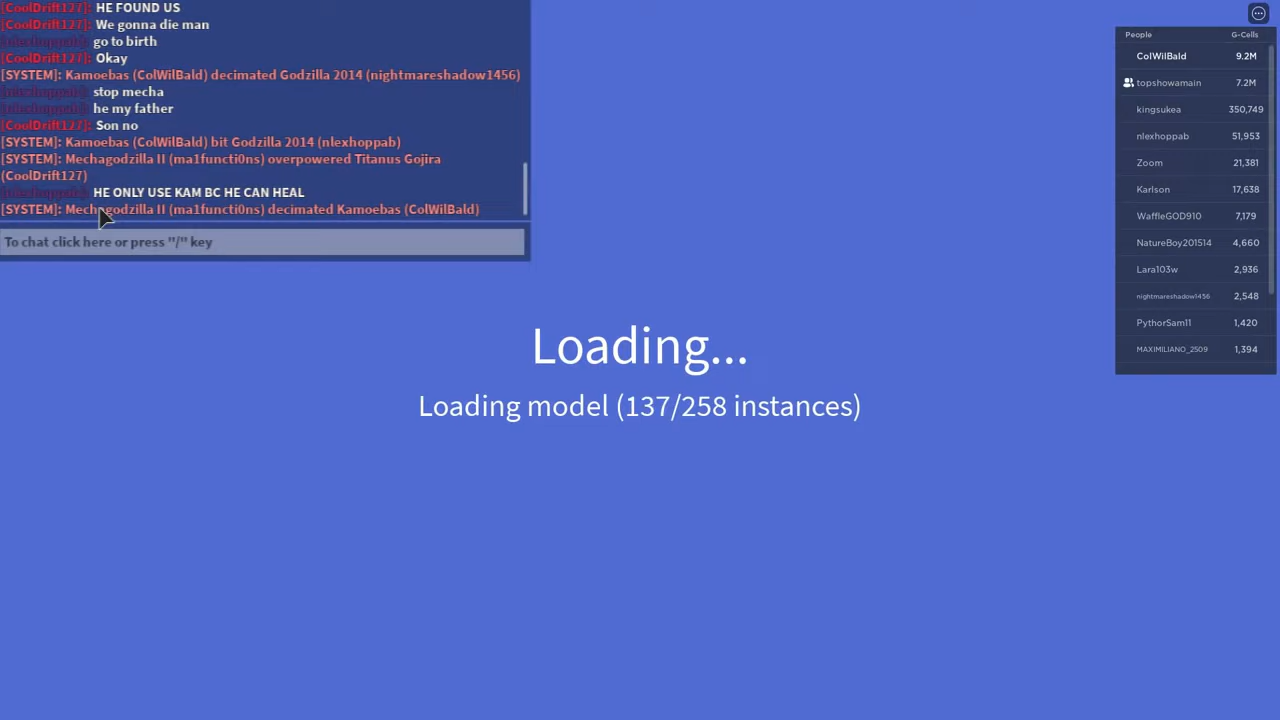 [CoolDrift127]: HE FOUND US
[CoolDrift127]: We gonna die man
[nlexhoppab]: go to birth
[CoolDrift127]: Okay
[SYSTEM]: Kamoebas (ColWilBald) decimated Godzilla 2014 (nightmareshadow1456)
[nlexhoppab]: stop mecha
[nlexhoppab]: he my father
[CoolDrift127]: Son no
[SYSTEM]: Kamoebas (ColWilBald) bit Godzilla 2014 (nlexhoppab)
[SYSTEM]: Mechagodzilla II (ma1functi0ns) overpowered Titanus Gojira
(CoolDrift127)
[nlexhoppab]: HE ONLY USE KAM BC HE CAN HEAL
[SYSTEM]: Mechagodzilla II (ma1functi0ns) decimated Kamoebas (ColWilBald)
To chat click here or press "/" key
Loading...
Loading model (137/258 instances)
People G-Cells
ColWilBald 9.2M
topshowamain 7.2M
kingsukea 350,749
nlexhoppab 51,953
Zoom 21,381
Karlson 17,638
WaffleGOD910 7,179
NatureBoy201514 4,660
Lara103w 2,936
nightmareshadow1456 2,548
PythorSam11 1,420
MAXIMILIANO_2509 1,394